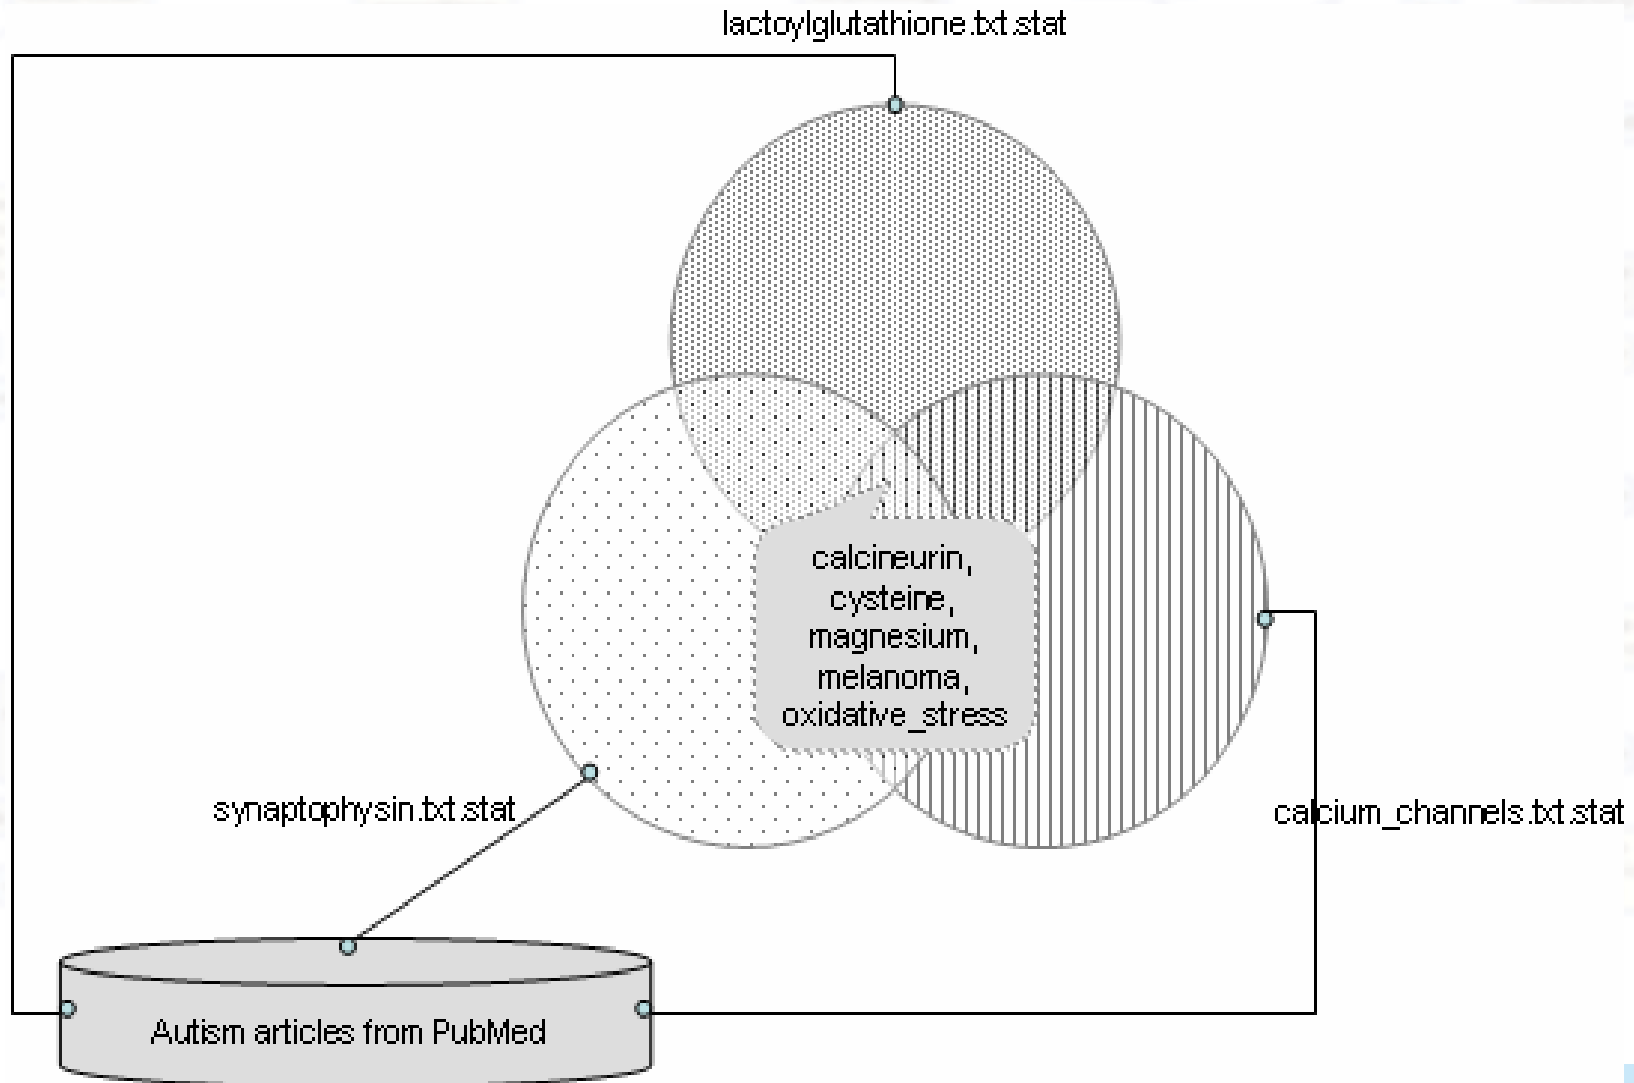 lactoylglutathione.txt.stat
calcineurin,
cysteine,
magnesium,
melanoma,
oxidative_stress
synaptophysin.txt.stat
calcium_channels.txt.stat
Autism articles from PubMed